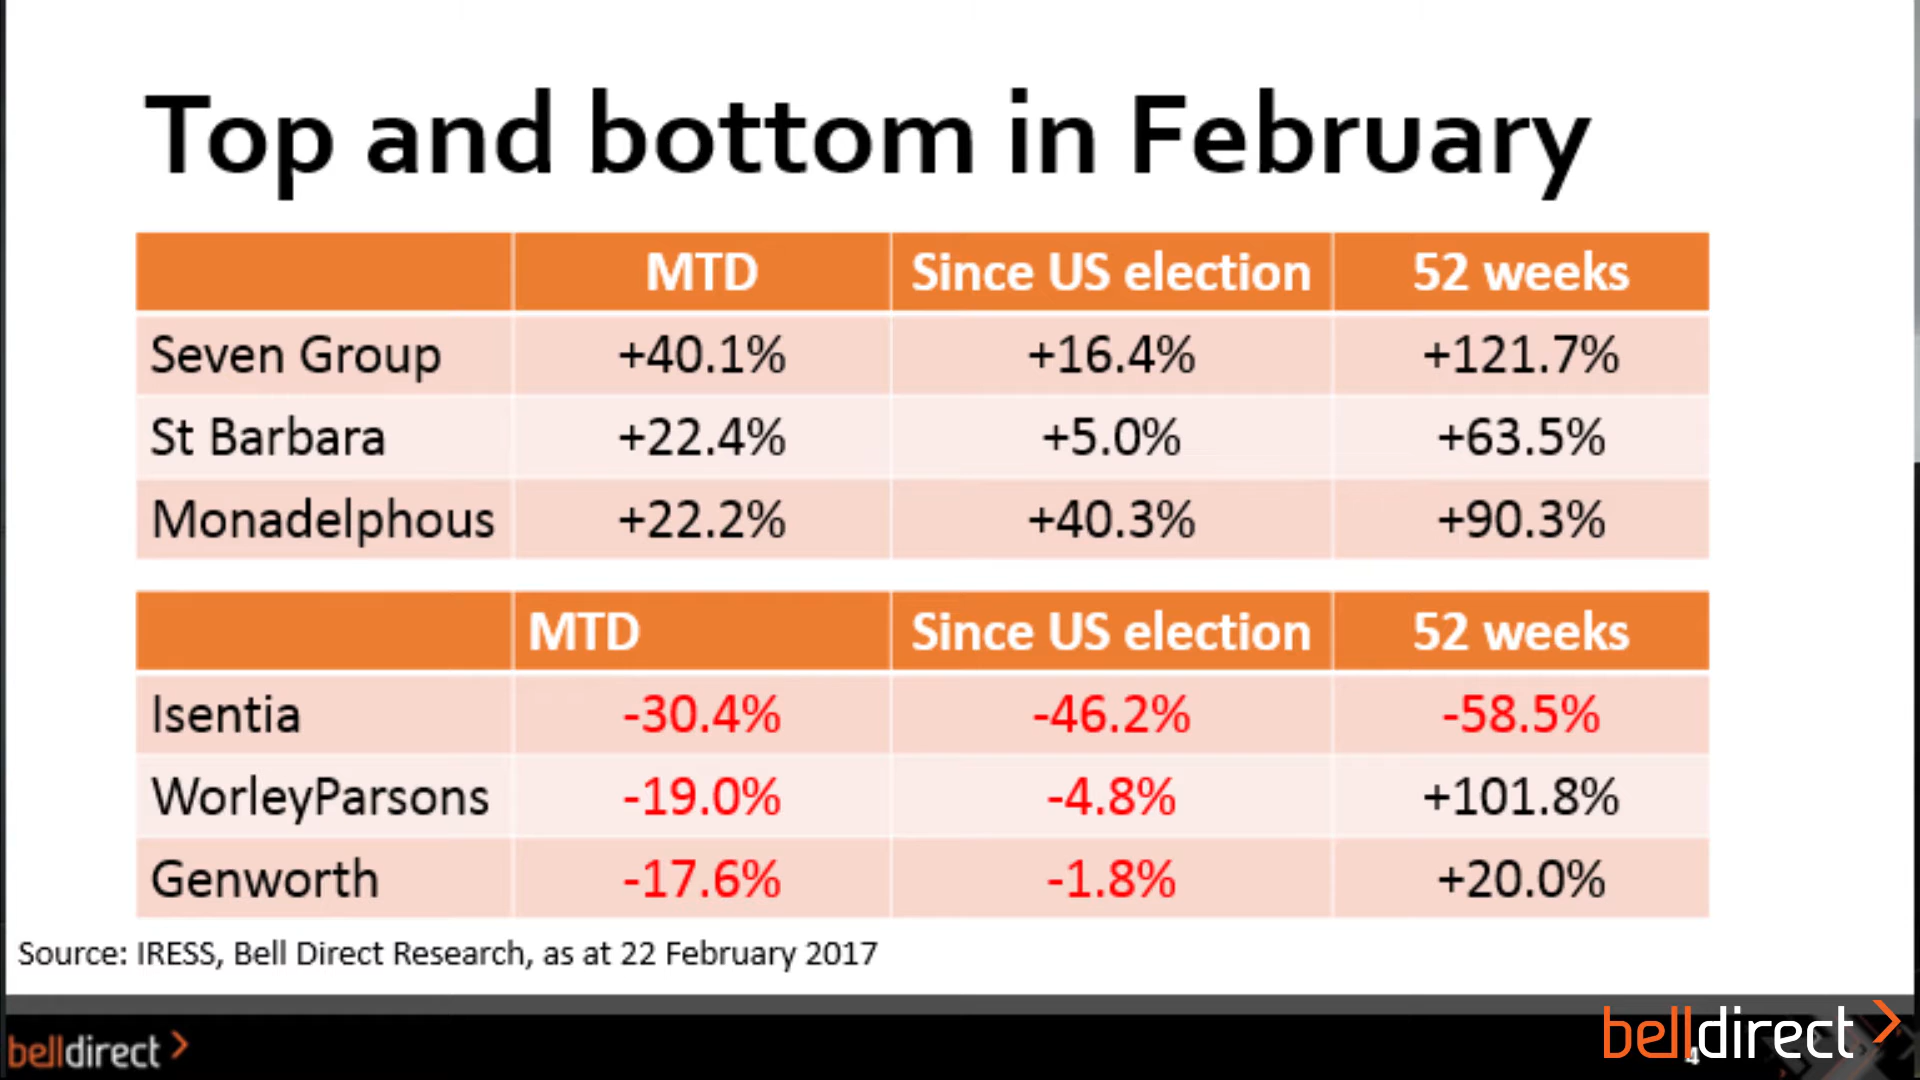 Top and bottom in February
MTD Since US election 52 weeks
Seven Group +40.1% +16.4% +121.7%
St Barbara +22.4% +5.0% +63.5%
Monadelphous +22.2% +40.3% +90.3%
MTD Since US election 52 weeks
Isentia -30.4% -46.2% -58.5%
WorleyParsons -19.0% -4.8% +101.8%
Genworth -17.6% -1.8% +20.0%
Source: IRESS, Bell Direct Research, as at 22 February 2017
belldirect
belldirect
4